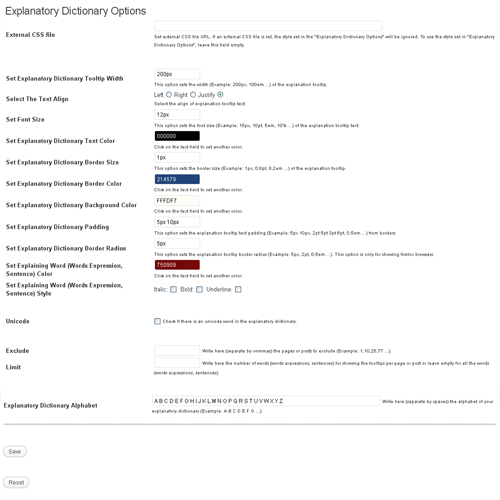 Explanatory Dictionary Options
External CSS file
Set external CSS file URL. If an external CSS file is set, the style set in the "Explanatory Dictionary Options" will be ignored. To use the style set in "Explanatory
Dictionary Options", leave this field empty.
Set Explanatory Dictionary Tooltip Width
200px
This option sets the width (Example: 200px, 100em ...) of the explanation tooltip.
Select The Text Align
Left Right Justify
Select the align of explanation tooltip text.
Set Font Size
12px
This option sets the font size (Example: 15px, 10pt, 5em, 10% ...) of the explanation tooltip text.
Set Explanatory Dictionary Text Color
000000
Click on the text field to set another color.
Set Explanatory Dictionary Border Size
1px
This option sets the border size (Example: 1px, 0.8pt, 0.2em ...) of the explanation tooltip.
Set Explanatory Dictionary Border Color
214579
Click on the text field to set another color.
Set Explanatory Dictionary Background Color
FFFDF7
Click on the text field to set another color.
Set Explanatory Dictionary Padding
5px 10px
This option sets the explanation tooltip text padding (Example: 5px 10px, 2pt 5pt 3pt 6pt, 0.5em ...) from borders.
Set Explanatory Dictionary Border Radius
5px
This option sets the explanation tooltip border radius (Example: 5px, 2pt, 0.5em ...). This option is only for showing firefox browsers.
Set Explaining Word (Words Expression,
Sentence) Color
750909
Click on the text field to set another color.
Set Explaining Word (Words Expression,
Sentence) Style
Italic: Bold: Underline:
Unicode
Check if there is an unicode word in the explanatory dictionary.
Exclude
Write here (separate by commas) the pages or posts to exclude (Example: 1,10,25,77 ...).
Limit
Write here the number of words (words expressions, sentences) for showing the tooltips per page or post or leave empty for all the words
(words expressions, sentences).
Explanatory Dictionary Alphabet
A B C D E F G H I J K L M N O P Q R S T U V W X Y Z
Write here (separate by spaces) the alphabet of your
explanatory dictionary (Example: A B C D E F G ...).
Save
Reset